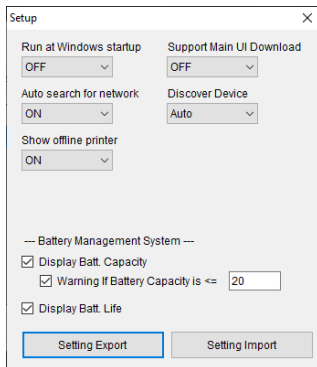 Setup
Run at Windows startup Support Main UI Download
OFF OFF
Auto search for network Discover Device
ON Auto
Show offline printer
ON
--- Battery Management System ---
Display Batt. Capacity
Warning If Battery Capacity is <= 20
Display Batt. Life
Setting Export Setting Import